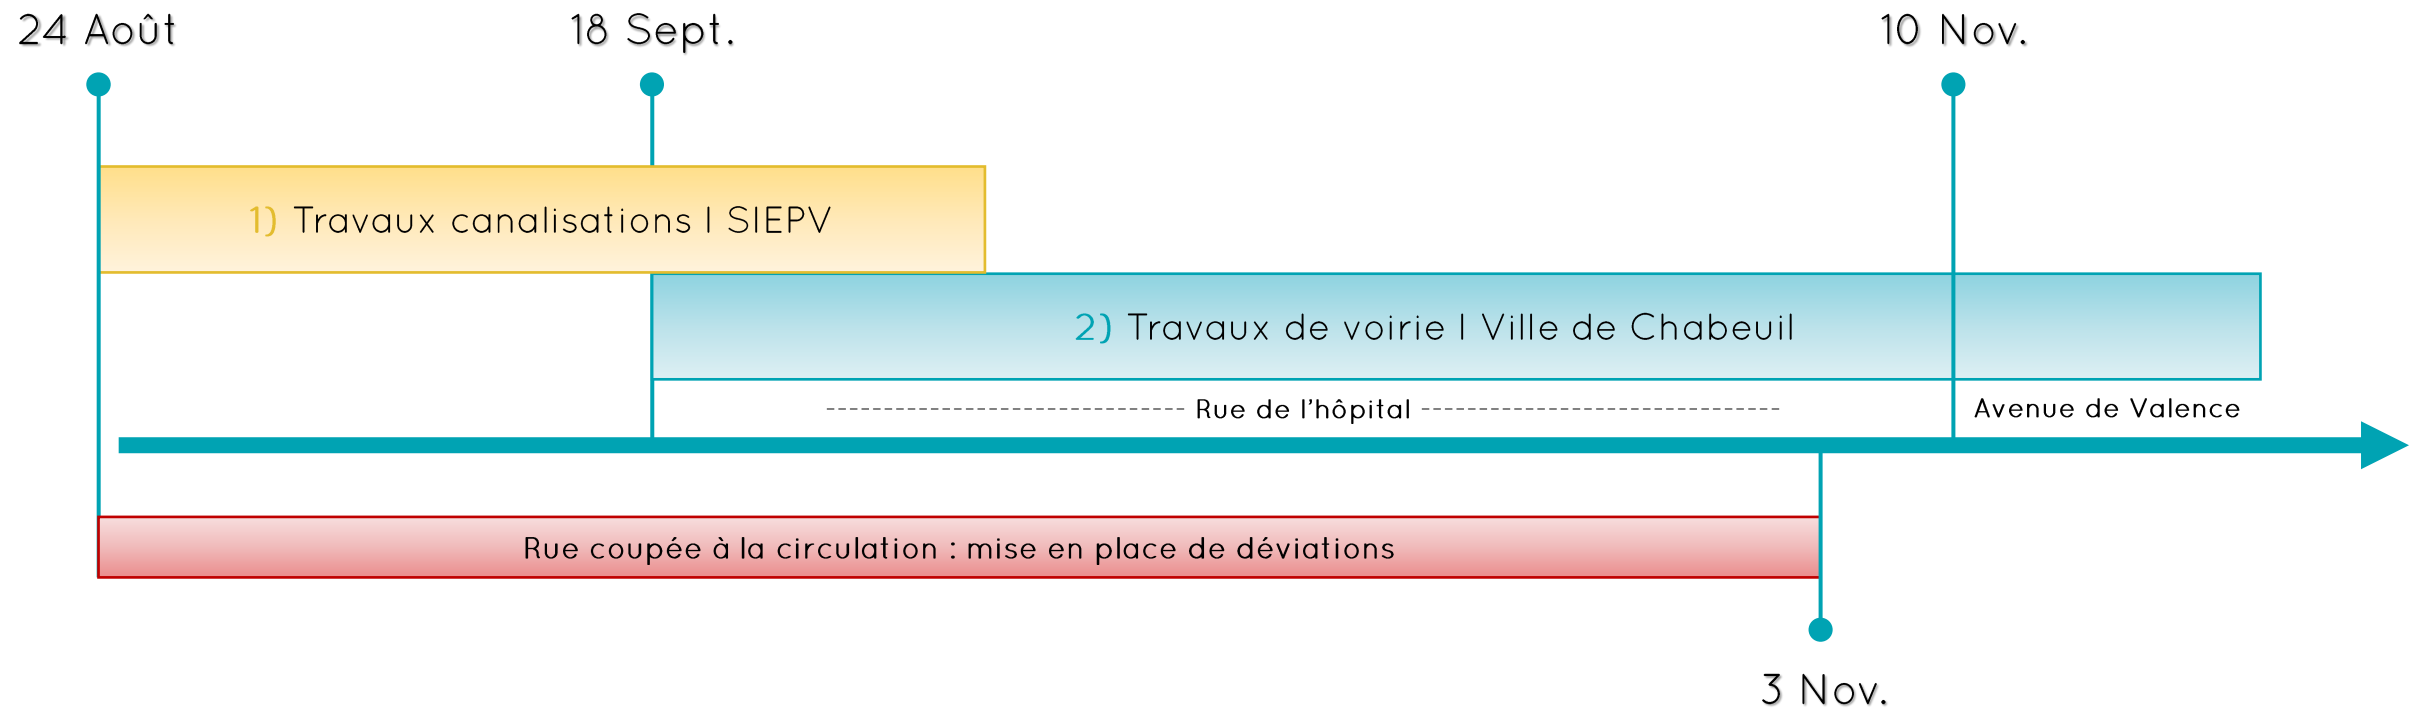 24 Août
18 Sept.
10 Nov.
1) Travaux canalisations | SIEPV
2) Travaux de voirie | Ville de Chabeuil
Rue de l'hôpital
Avenue de Valence
Rue coupée à la circulation : mise en place de déviations
3 Nov.